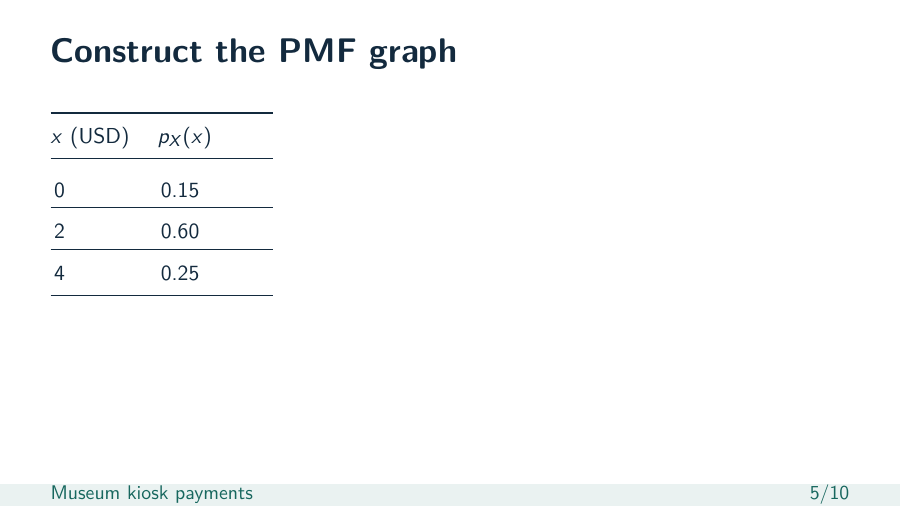 Construct the PMF graph
x (USD) pX(x)
0 0.15
2 0.60
4 0.25
Museum kiosk payments 5/10